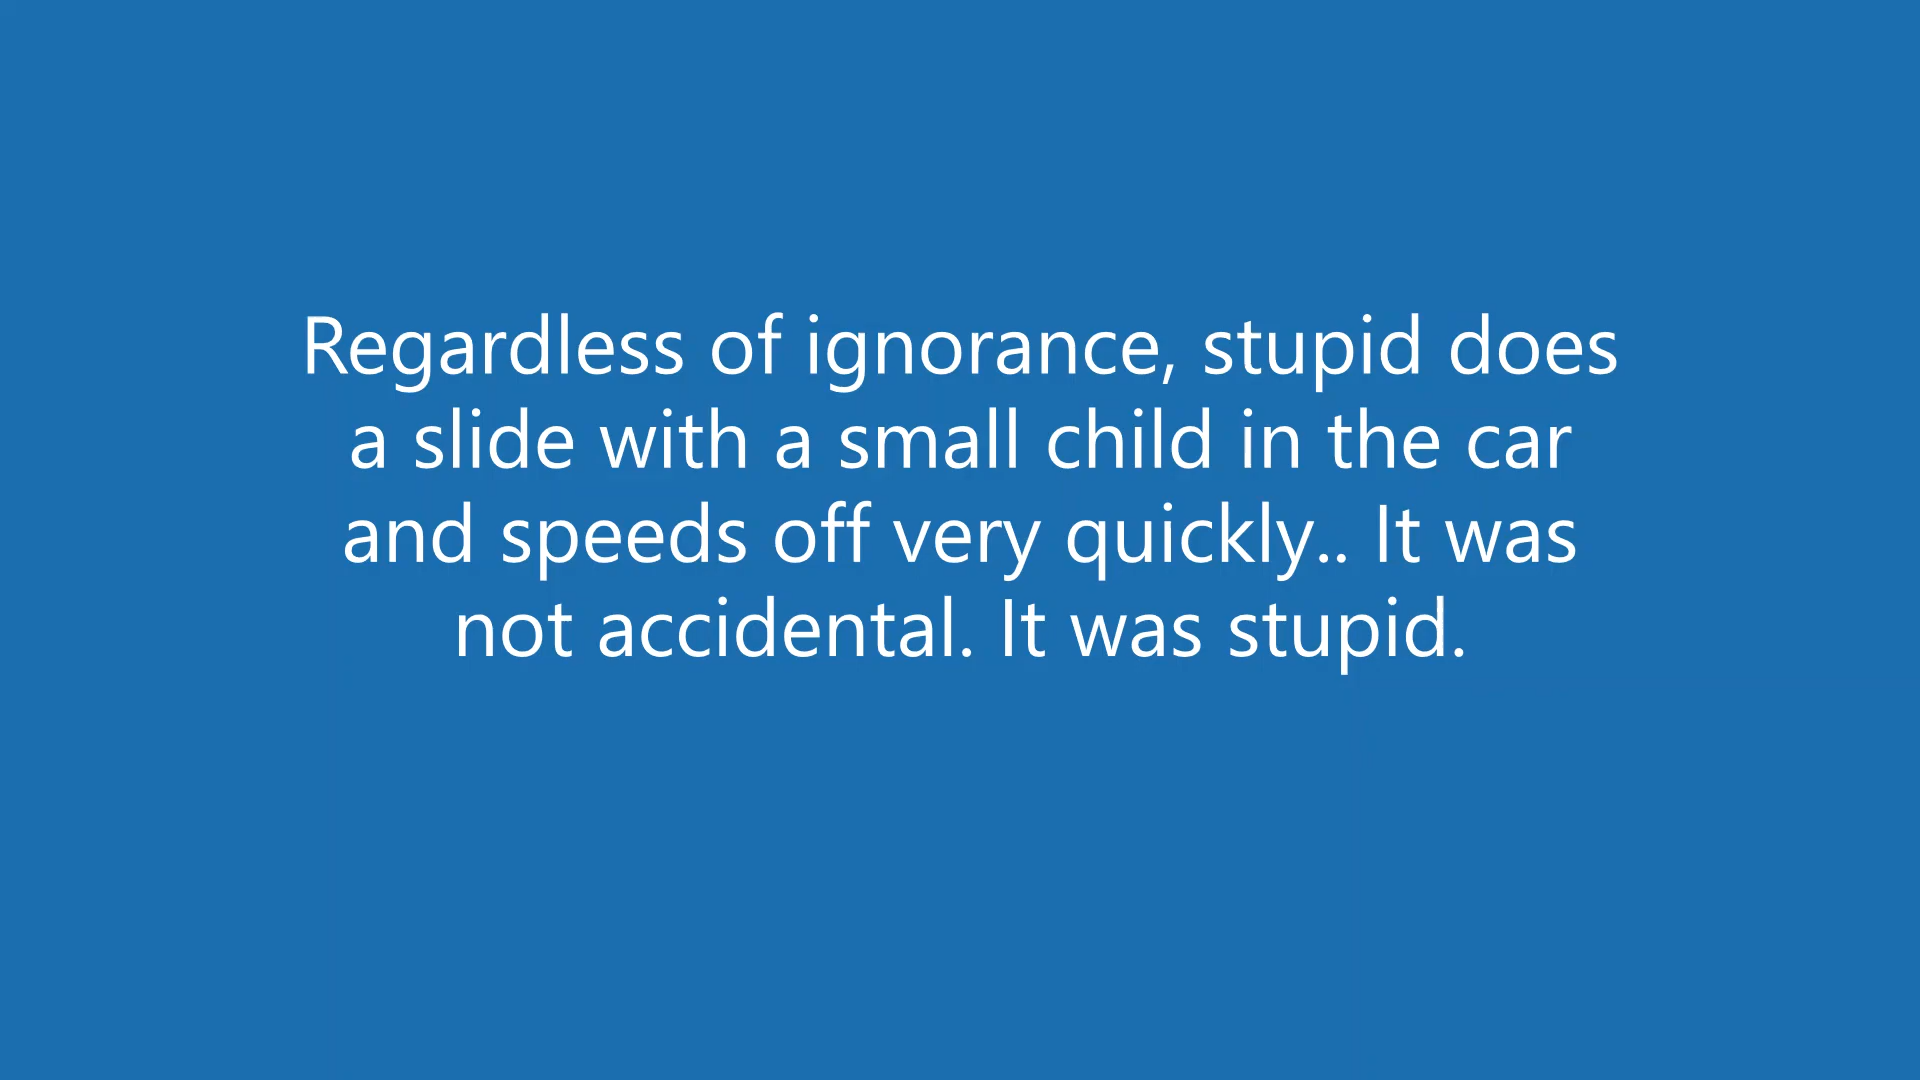 Regardless of ignorance, stupid does
a slide with a small child in the car
and speeds off very quickly.. It was
not accidental. It was stupid.